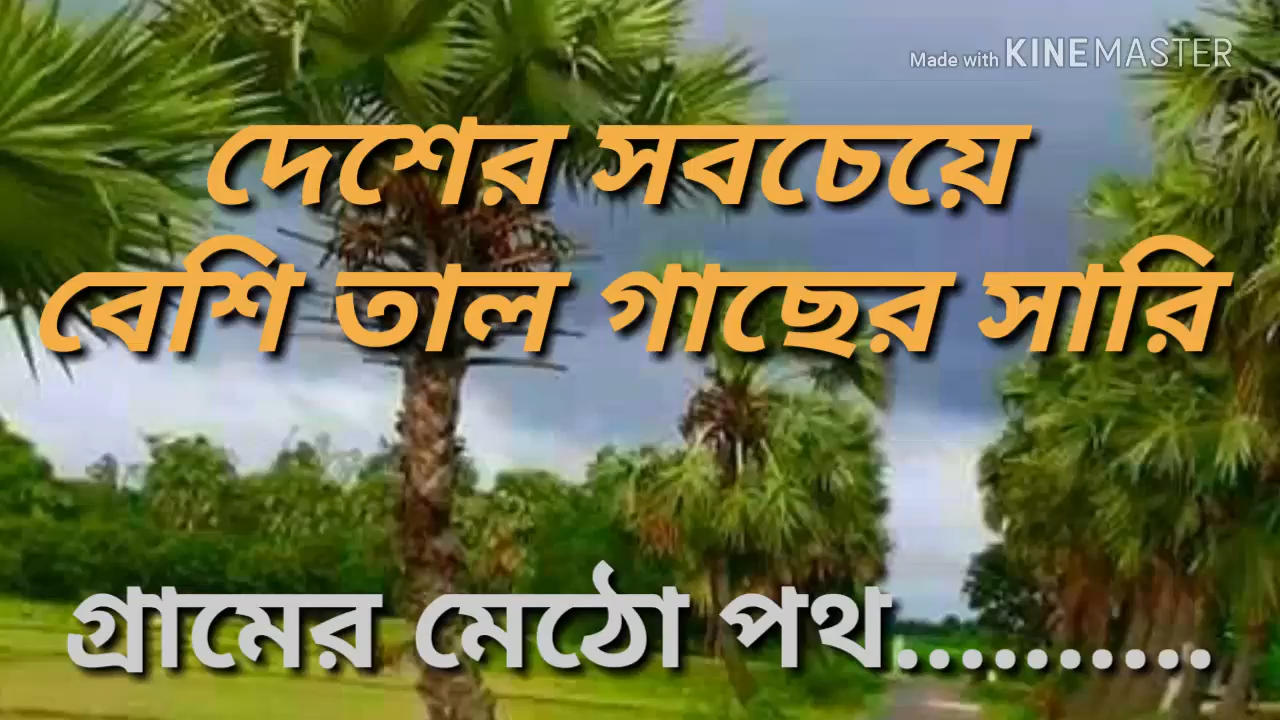 Made with KINEMASTER
দেশের সবচেয়ে
বেশি তাল গাছের সারি
গ্রামের মেঠো পথ..........